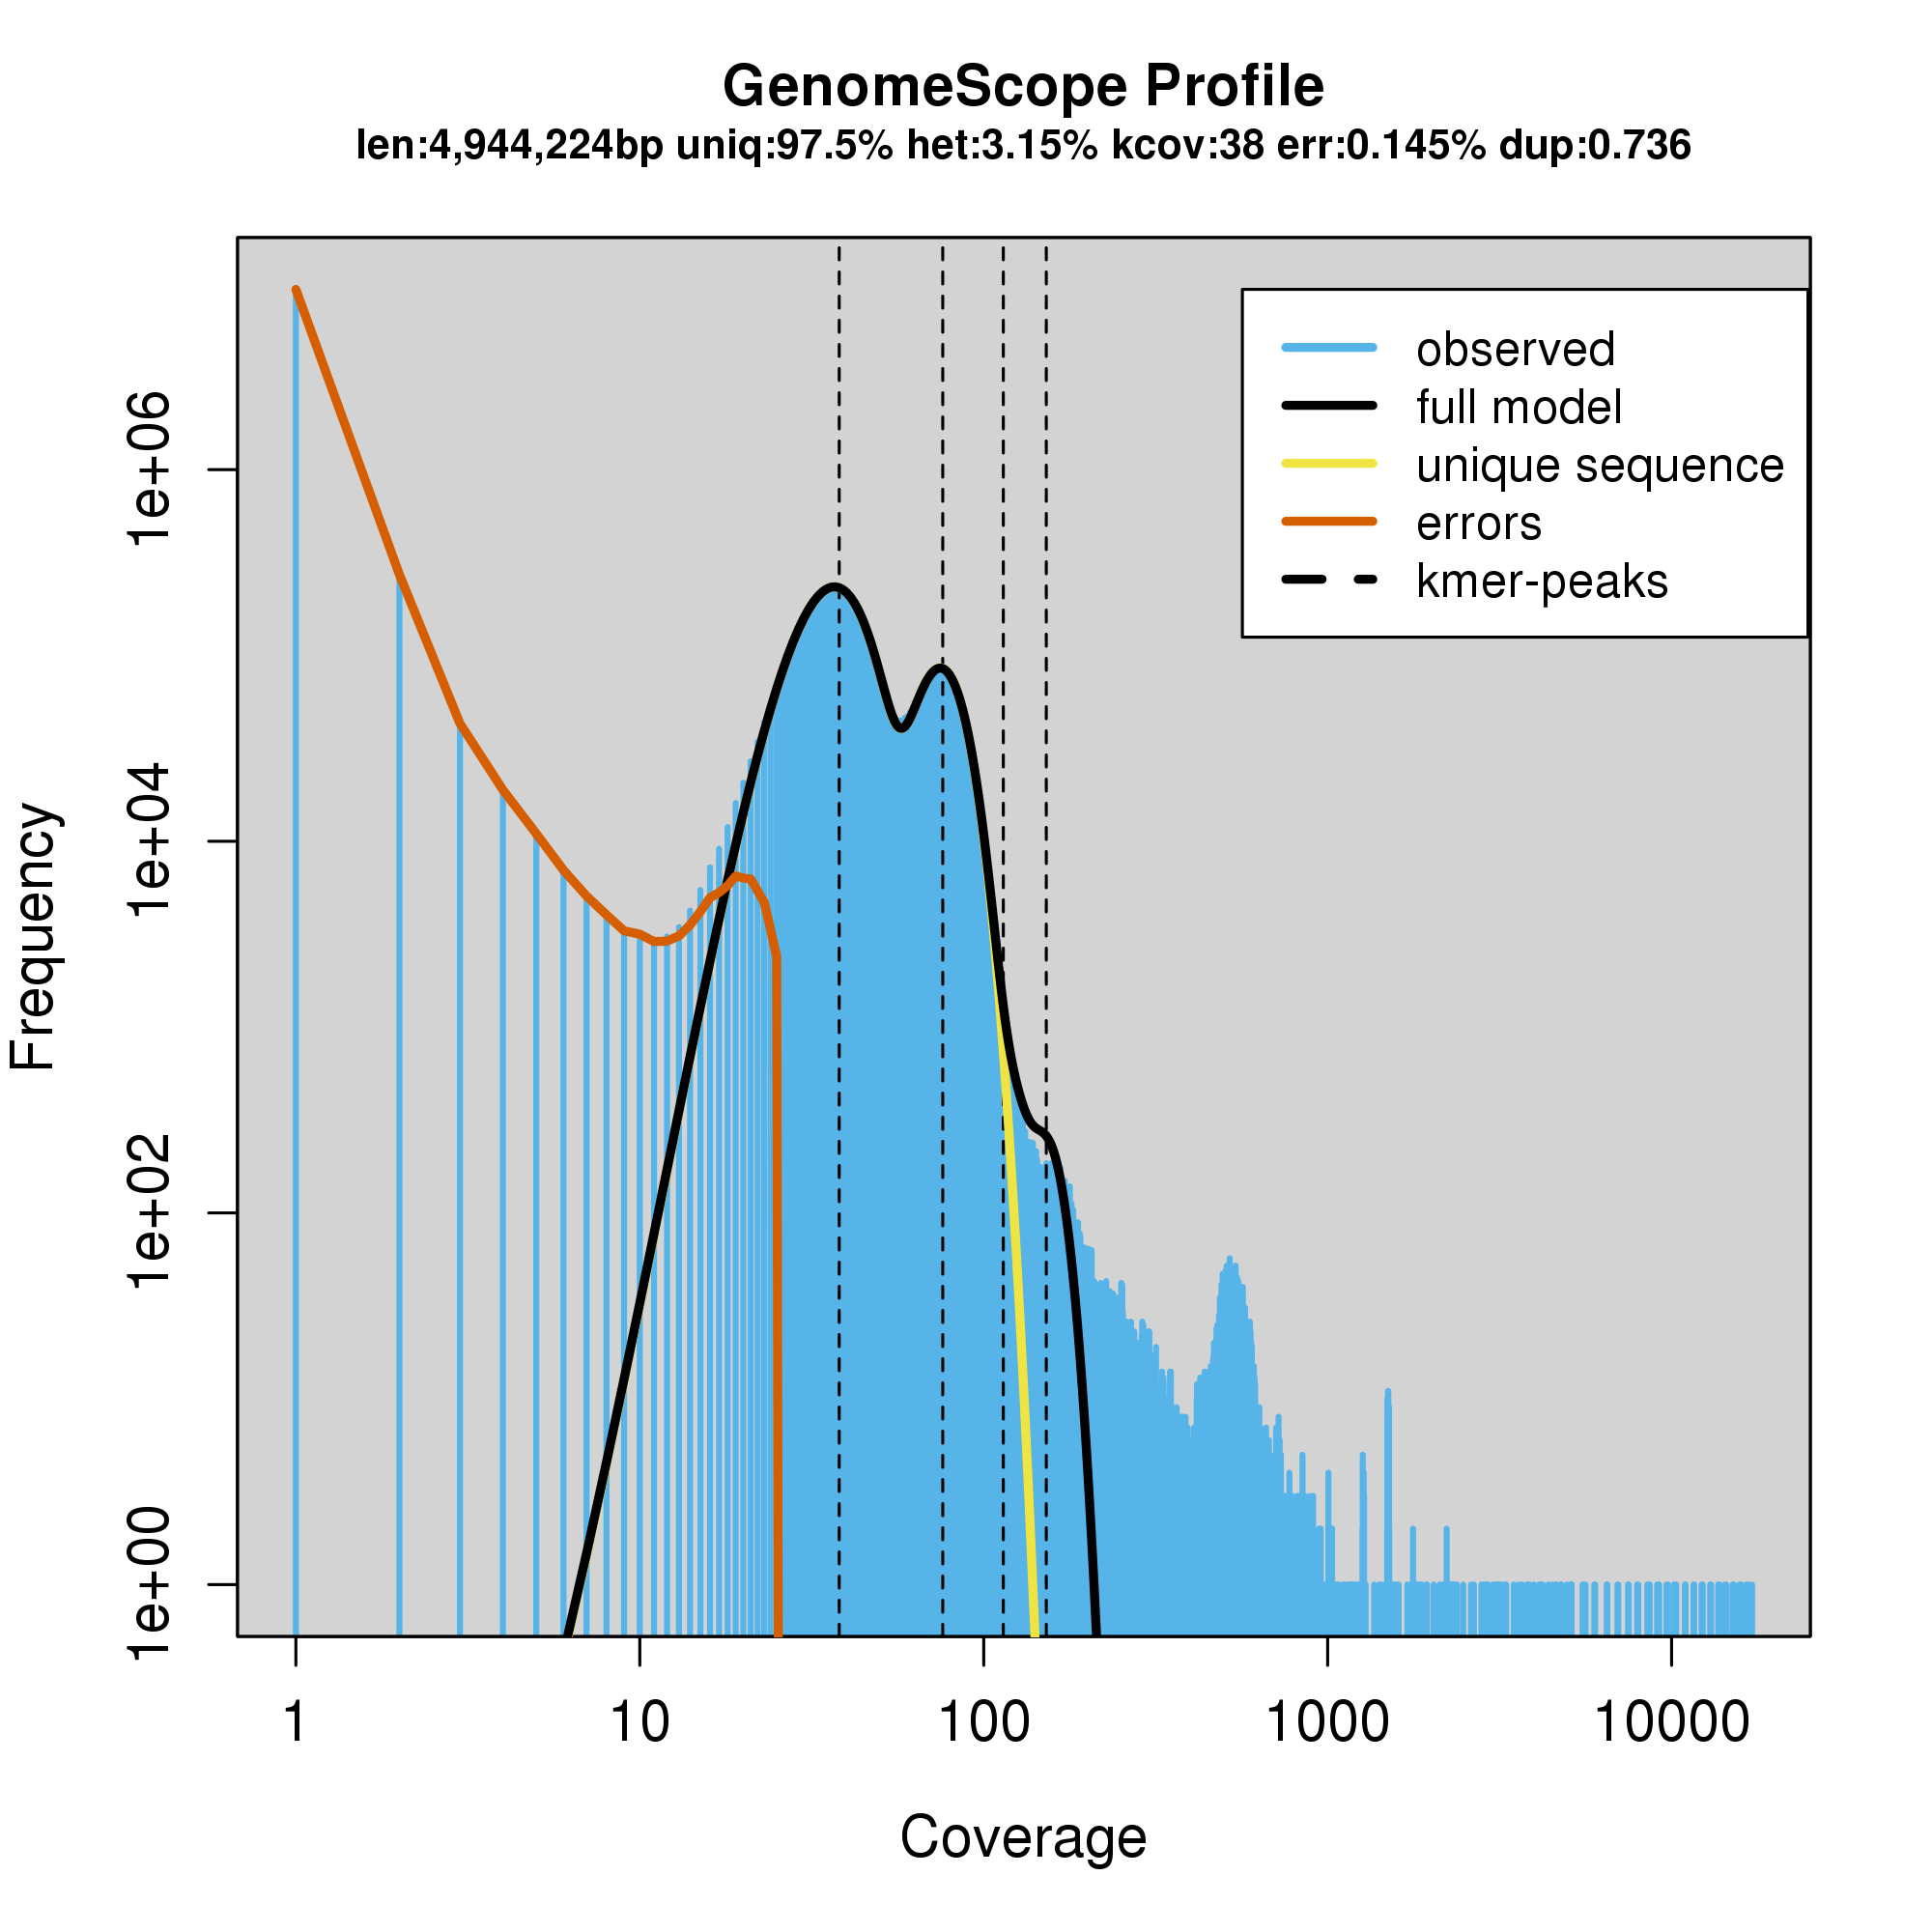 GenomeScope Profile
len:4,944,224bp uniq:97.5% het:3.15% kcov:38 err:0.145% dup:0.736
observed
full model
unique sequence
errors
kmer-peaks
Frequency
1e+06
1e+04
1e+02
1e+00
1
10
100
1000
10000
Coverage